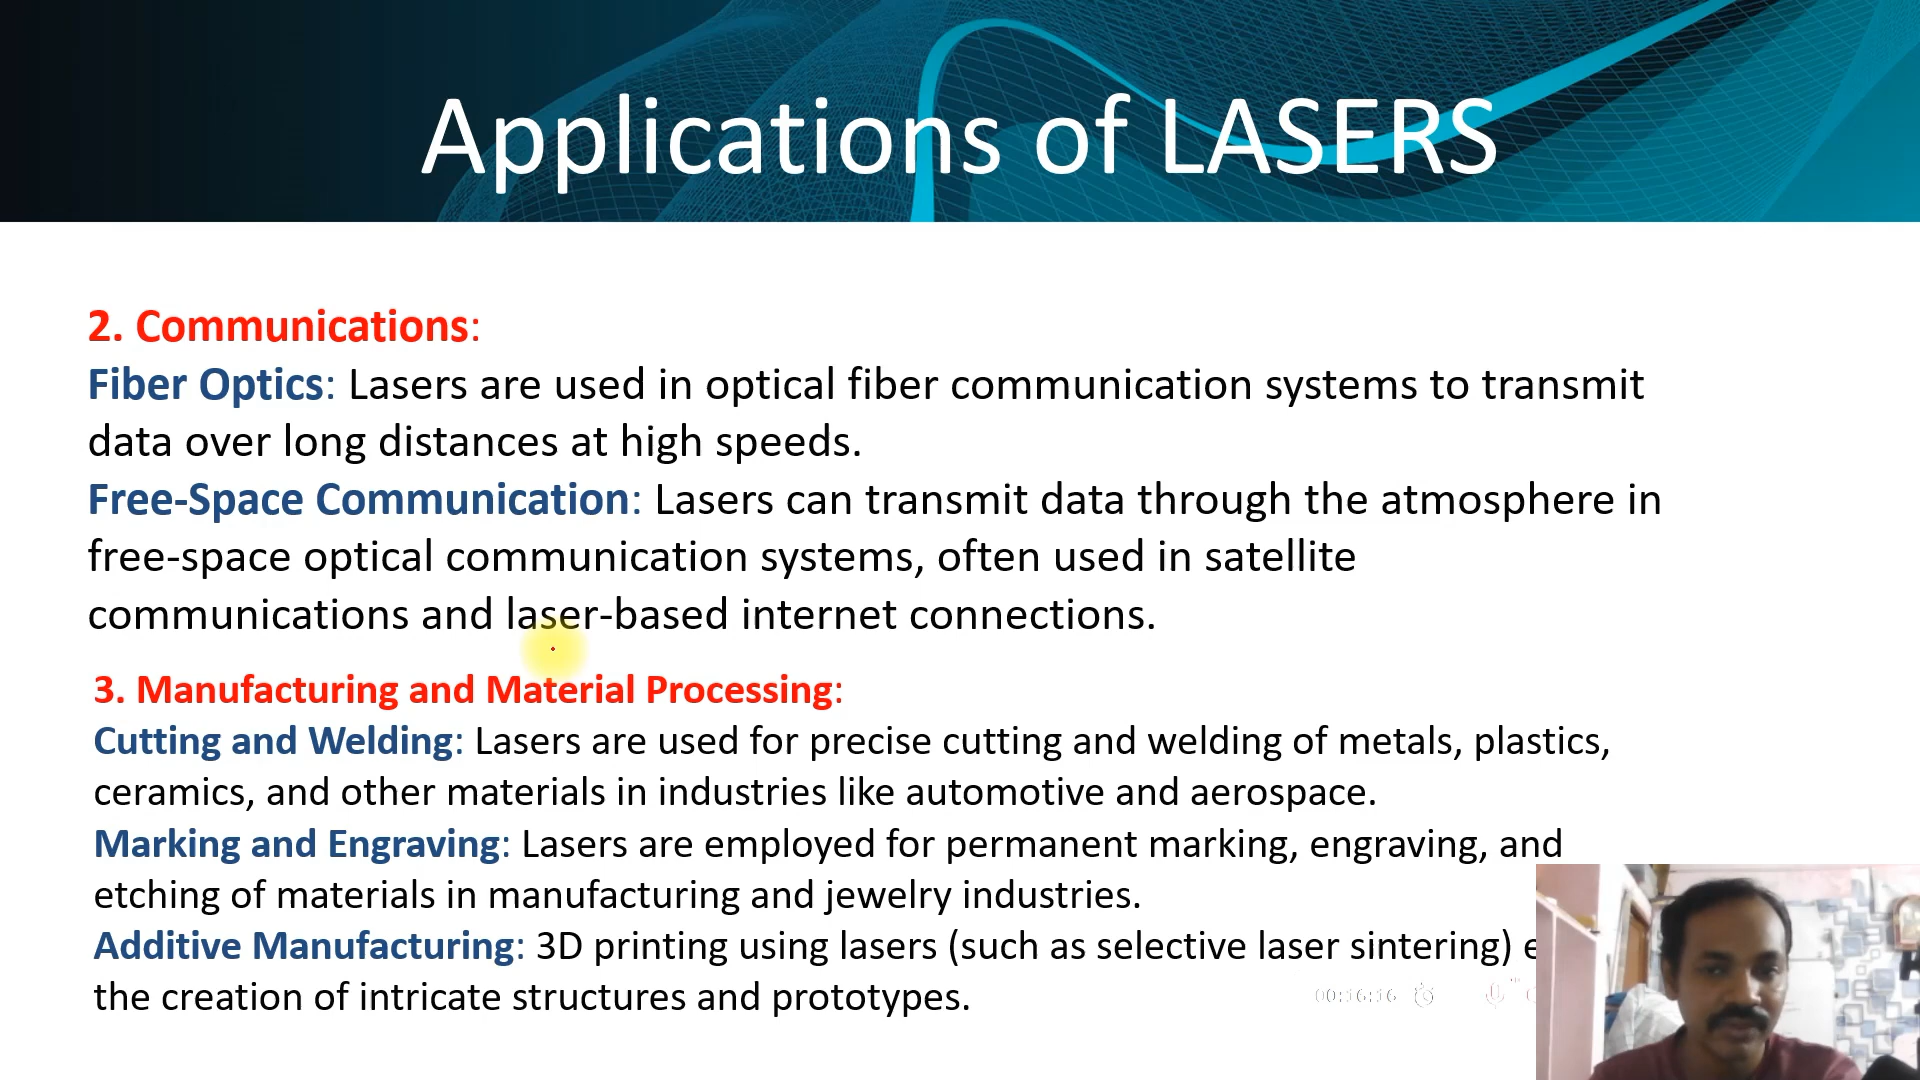 Applications of LASERS
2. Communications:
Fiber Optics: Lasers are used in optical fiber communication systems to transmit
data over long distances at high speeds.
Free-Space Communication: Lasers can transmit data through the atmosphere in
free-space optical communication systems, often used in satellite
communications and laser-based internet connections.
3. Manufacturing and Material Processing:
Cutting and Welding: Lasers are used for precise cutting and welding of metals, plastics,
ceramics, and other materials in industries like automotive and aerospace.
Marking and Engraving: Lasers are employed for permanent marking, engraving, and
etching of materials in manufacturing and jewelry industries.
Additive Manufacturing: 3D printing using lasers (such as selective laser sintering)
the creation of intricate structures and prototypes.
00:16:16